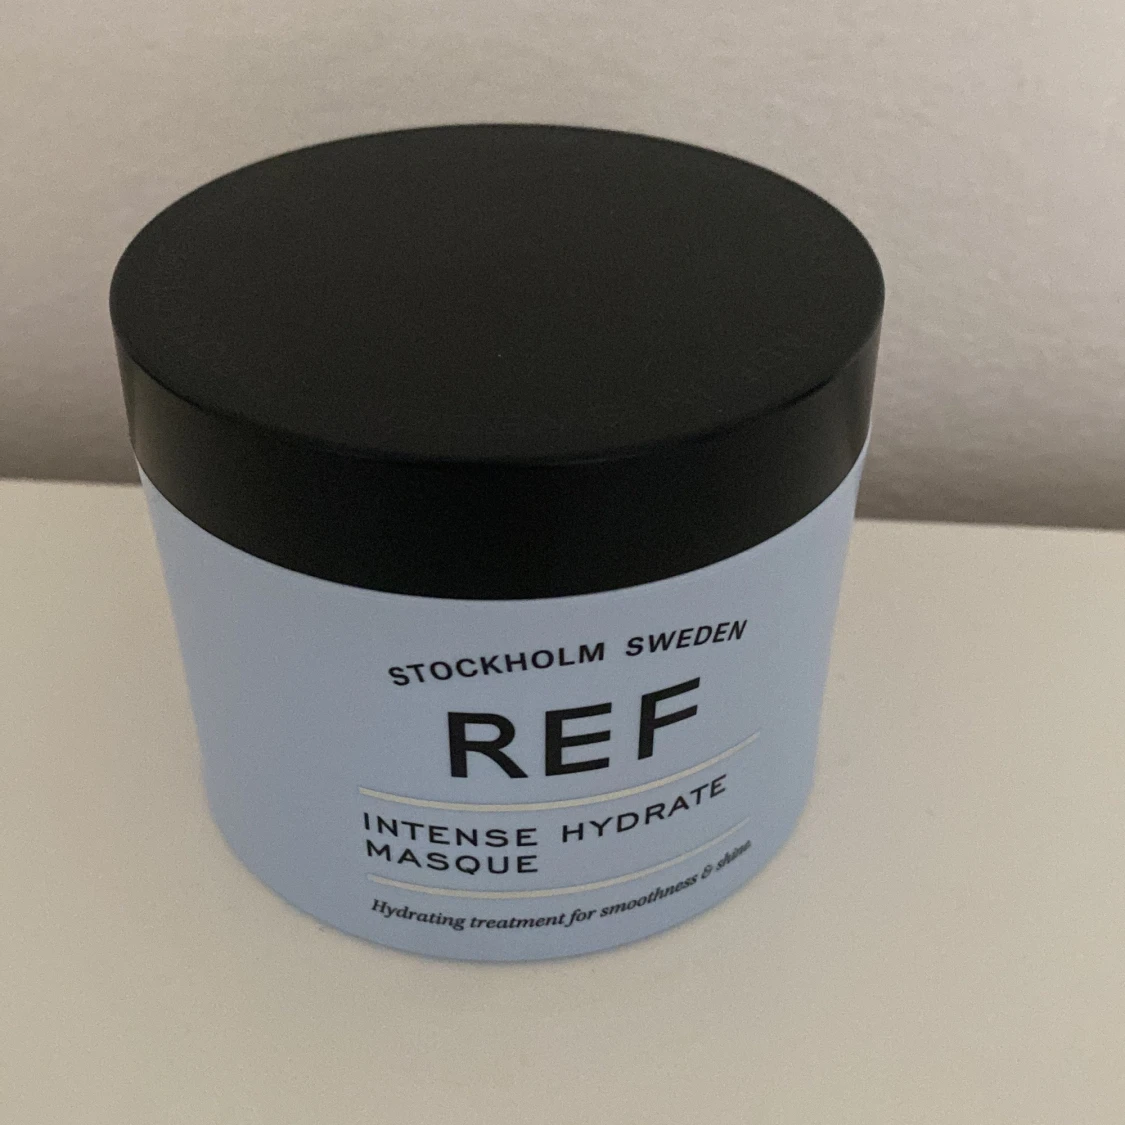 STOCKHOLM SWEDEN
REF
INTENSE HYDRATE
MASQUE
Hydrating treatment for smoothness & shine.